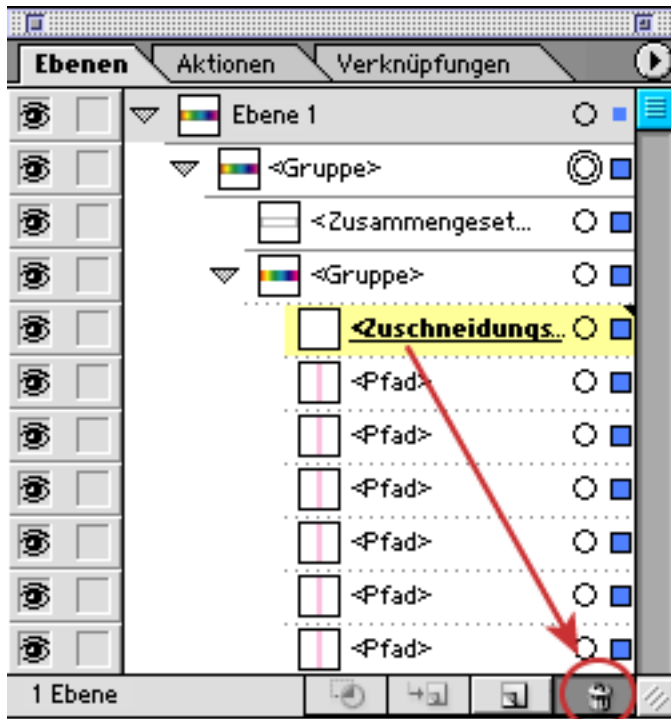 Ebenen Aktionen Verknüpfungen
Ebene 1
<Gruppe>
<Zusammengeset...
<Gruppe>
<Zuschneidungs...
<Pfad>
<Pfad>
<Pfad>
<Pfad>
<Pfad>
<Pfad>
1 Ebene